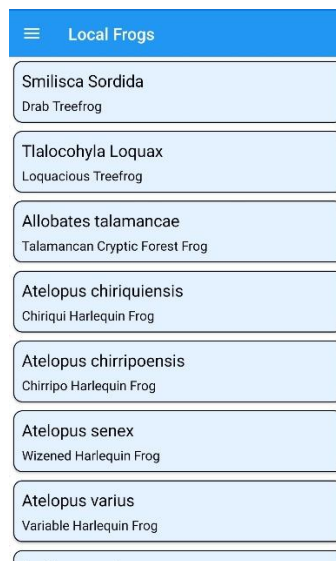 Local Frogs
Smilisca Sordida
Drab Treefrog
Tlalocohyla Loquax
Loquacious Treefrog
Allobates talamancae
Talamancan Cryptic Forest Frog
Atelopus chiriquiensis
Chiriqui Harlequin Frog
Atelopus chirripoensis
Chirripo Harlequin Frog
Atelopus senex
Wizened Harlequin Frog
Atelopus varius
Variable Harlequin Frog